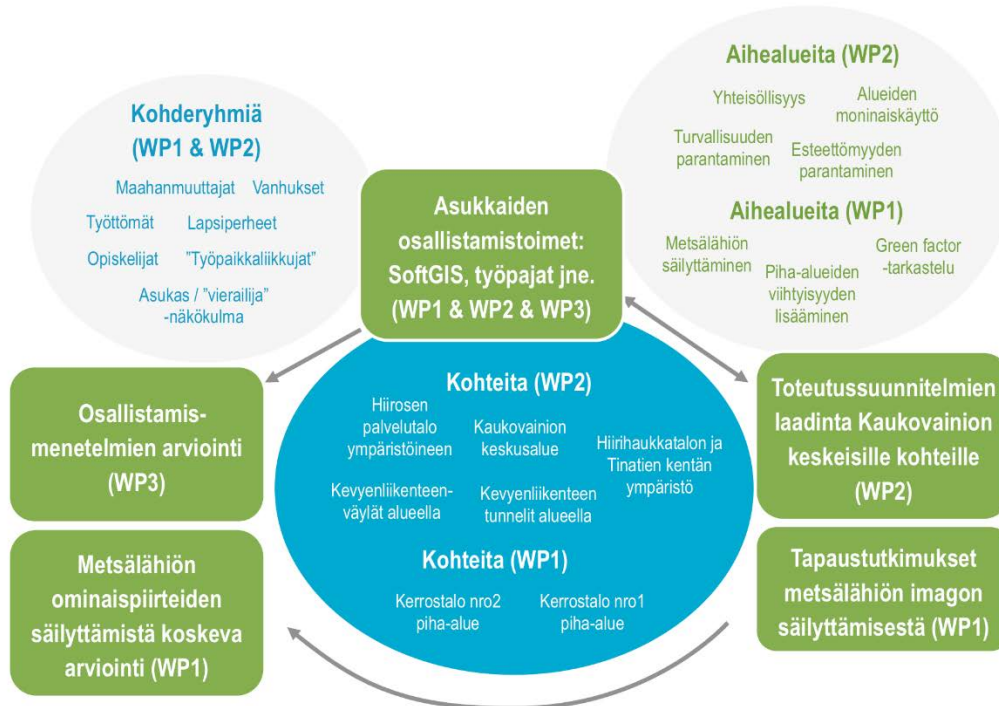 Kohderyhmiä
(WP1 & WP2)
Maahanmuuttajat
Vanhukset
Työttömät
Lapsiperheet
Opiskelijat
"Työpaikkaliikkujat"
Asukas / "vierailija"
-näkökulma
Aihealueita (WP2)
Yhteisöllisyys
Alueiden
moninaiskäyttö
Turvallisuuden
parantaminen
Esteettömyyden
parantaminen
Aihealueita (WP1)
Metsälähiön
säilyttäminen
Piha-alueiden
viihtyisyyden
lisääminen
Green factor
-tarkastelu
Asukkaiden
osallistamistoimet:
SoftGIS, työpajat jne.
(WP1 & WP2 & WP3)
Osallistamis-
menetelmien arviointi
(WP3)
Metsälähiön
ominaispiirteiden
säilyttämistä koskeva
arviointi (WP1)
Kohteita (WP2)
Hiirosen
palvelutalo
ympäristöineen
Kaukovainion
keskusalue
Hiirihaukkatalon ja
Tinatien kentän
ympäristö
Kevyenliikenteen-
väylät alueella
Kevyenliikenteen
tunnelit alueella
Kohteita (WP1)
Kerrostalo nro2
piha-alue
Kerrostalo nro1
piha-alue
Toteutussuunnitelmien
laadinta Kaukovainion
keskeisille kohteille
(WP2)
Tapaustutkimukset
metsälähiön imagon
säilyttämisestä (WP1)